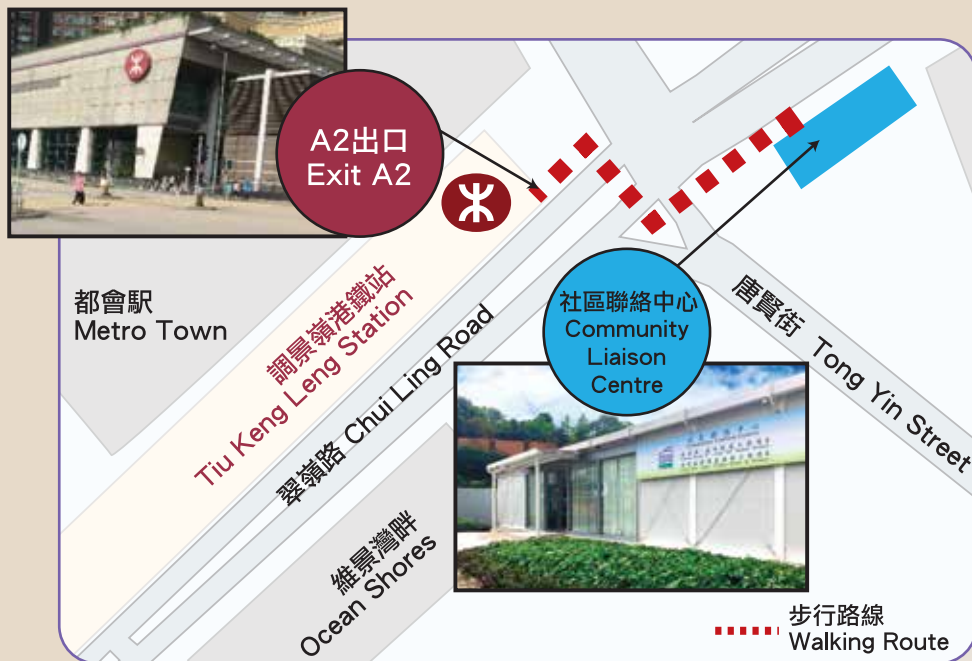 A2出口
Exit A2
都會駅
Metro Town
調景嶺港鐵站
Tiu Keng Leng Station
翠嶺路 Chui Ling Road
維景灣畔
Ocean Shores
社區聯絡中心
Community
Liaison
Centre
唐賢街 Tong Yin Street
步行路線
Walking Route